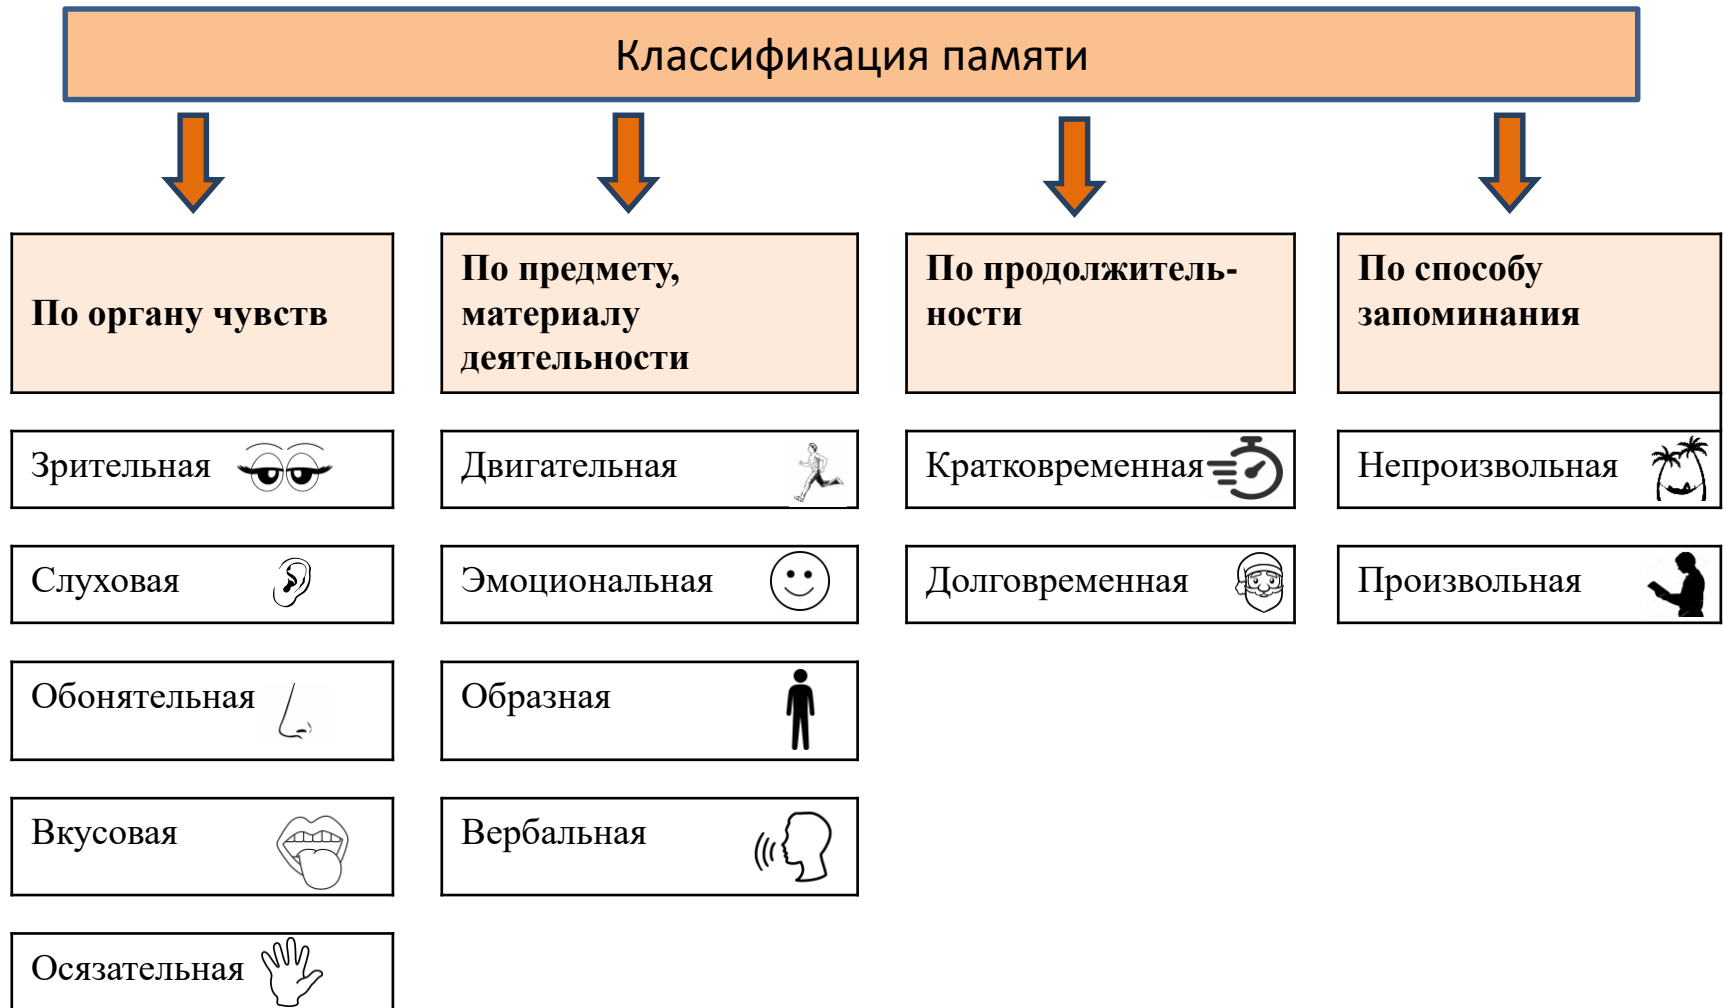 Классификация памяти
По органу чувств
Зрительная
Слуховая
Обонятельная
Вкусовая
Осязательная
По предмету,
материалу
деятельности
Двигательная
Эмоциональная
Образная
Вербальная
По продолжитель-
ности
Кратковременная
Долговременная
По способу
запоминания
Непроизвольная
Произвольная